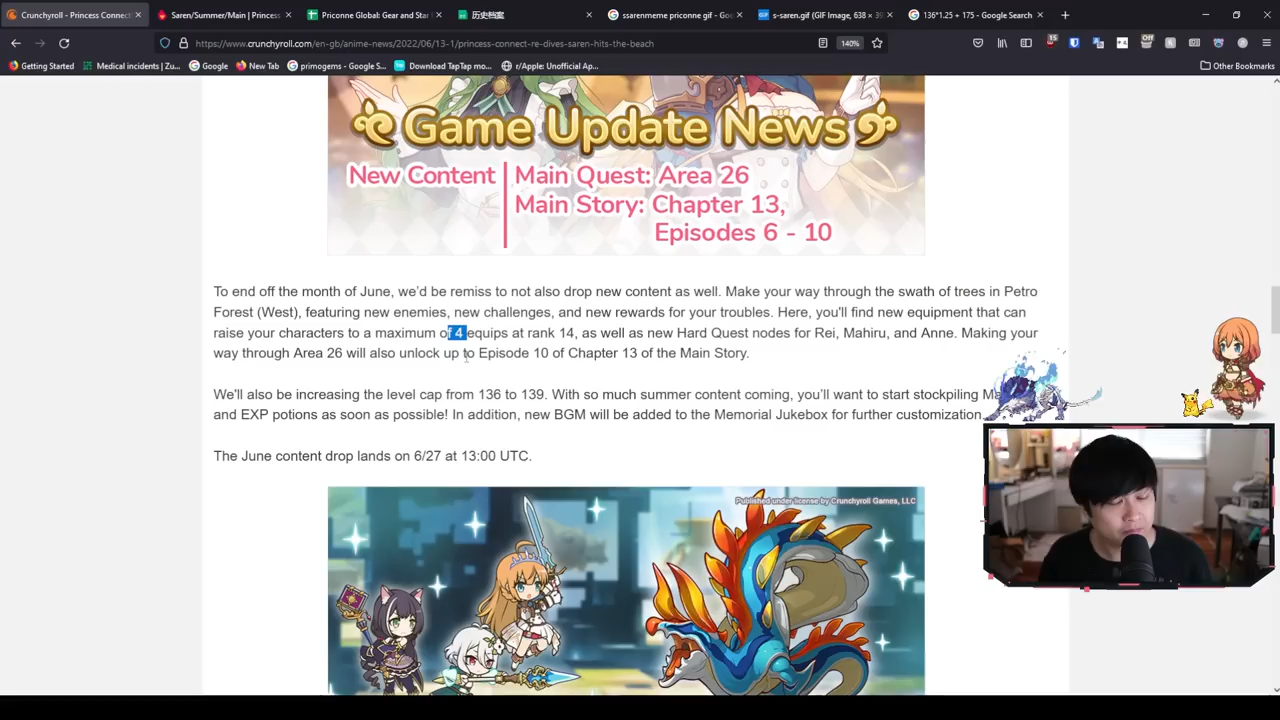 Crunchyroll - Princess Connect
Saren/Summer/Main | Princess
Priconne Global: Gear and Star
历史档案
ssarenmeme priconne gif - Goo
s-saren.gif (GIF Image, 638 × 35
136*1.25 + 175 - Google Search
https://www.crunchyroll.com/en-gb/anime-news/2022/06/13-1/princess-connect-re-dives-saren-hits-the-beach
140%
15
Off
Getting Started
Medical incidents | Zu...
Google
New Tab
primogems - Google S...
Download TapTap mo...
r/Apple: Unofficial Ap...
Other Bookmarks
Game Update News
New Content
Main Quest: Area 26
Main Story: Chapter 13,
Episodes 6 - 10
To end off the month of June, we'd be remiss to not also drop new content as well. Make your way through the swath of trees in Petro
Forest (West), featuring new enemies, new challenges, and new rewards for your troubles. Here, you'll find new equipment that can
raise your characters to a maximum of 4 equips at rank 14, as well as new Hard Quest nodes for Rei, Mahiru, and Anne. Making your
way through Area 26 will also unlock up to Episode 10 of Chapter 13 of the Main Story.
We'll also be increasing the level cap from 136 to 139. With so much summer content coming, you'll want to start stockpiling
and EXP potions as soon as possible! In addition, new BGM will be added to the Memorial Jukebox for further customization.
The June content drop lands on 6/27 at 13:00 UTC.
Published under license by Crunchyroll Games, LLC